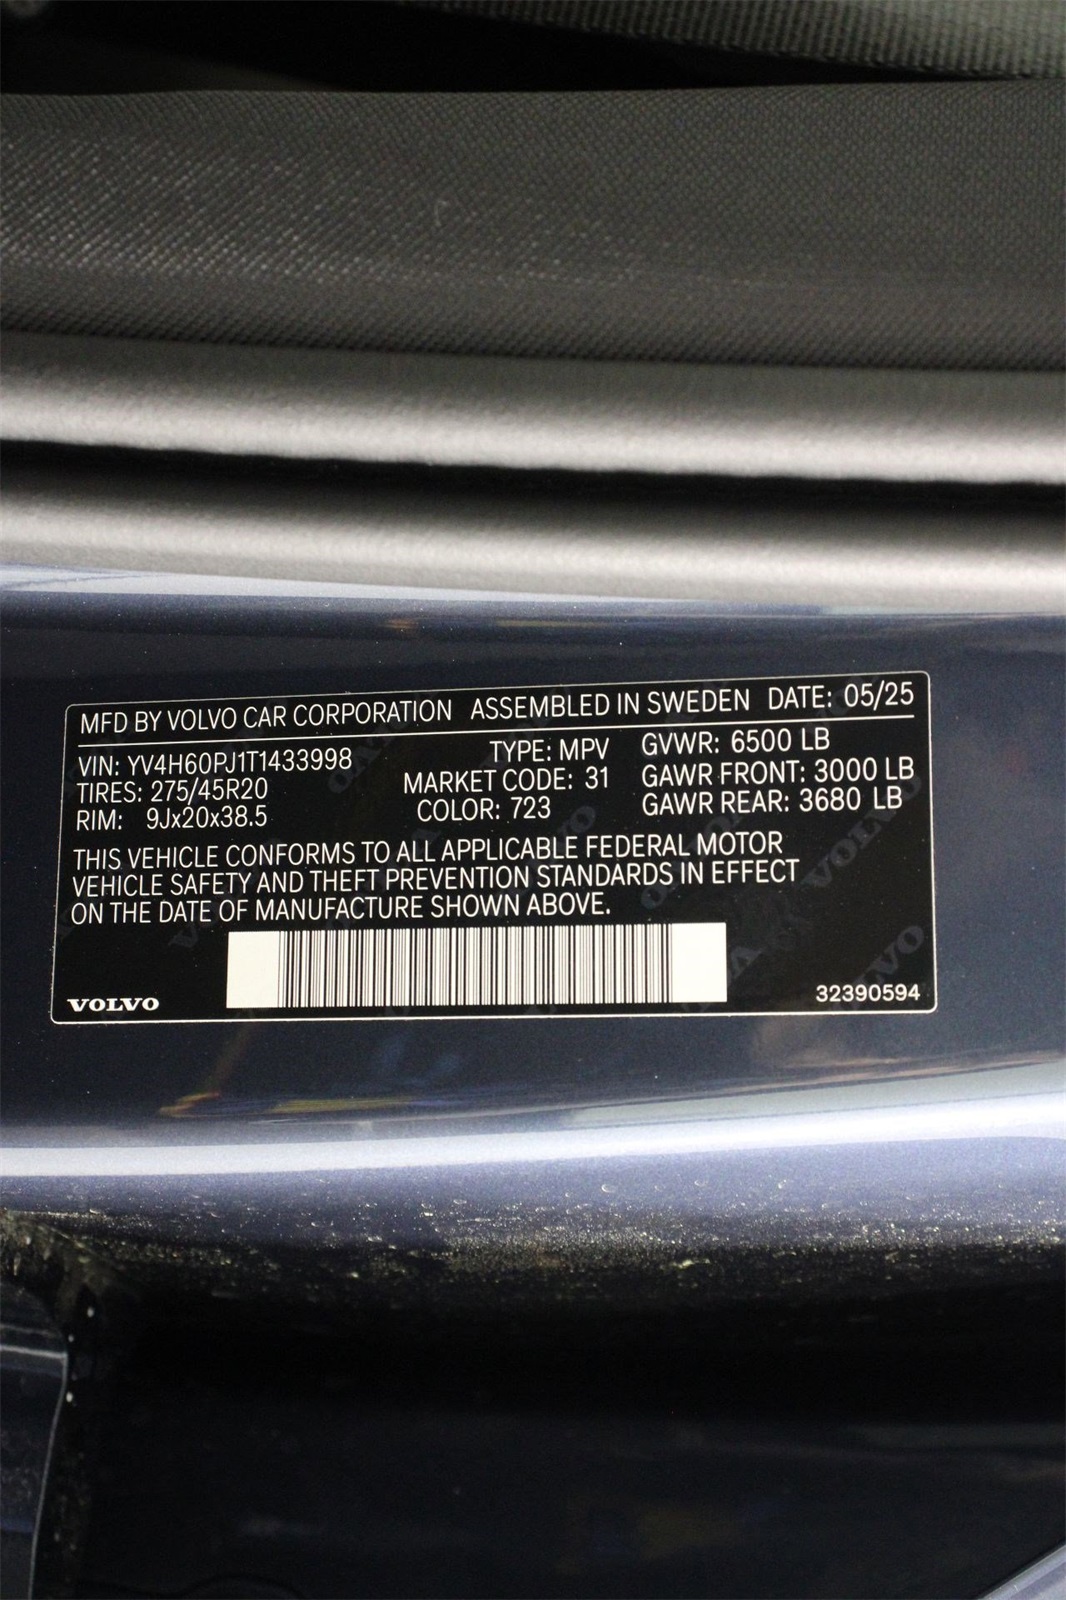 MFD BY VOLVO CAR CORPORATION ASSEMBLED IN SWEDEN DATE: 05/25
VIN: YV4H60PJ1T1433998 TYPE: MPV GVWR: 6500 LB
TIRES: 275/45R20 MARKET CODE: 31 GAWR FRONT: 3000 LB
RIM: 9Jx20x38.5 COLOR: 723 GAWR REAR: 3680 LB
THIS VEHICLE CONFORMS TO ALL APPLICABLE FEDERAL MOTOR
VEHICLE SAFETY AND THEFT PREVENTION STANDARDS IN EFFECT
ON THE DATE OF MANUFACTURE SHOWN ABOVE.
VOLVO 32390594